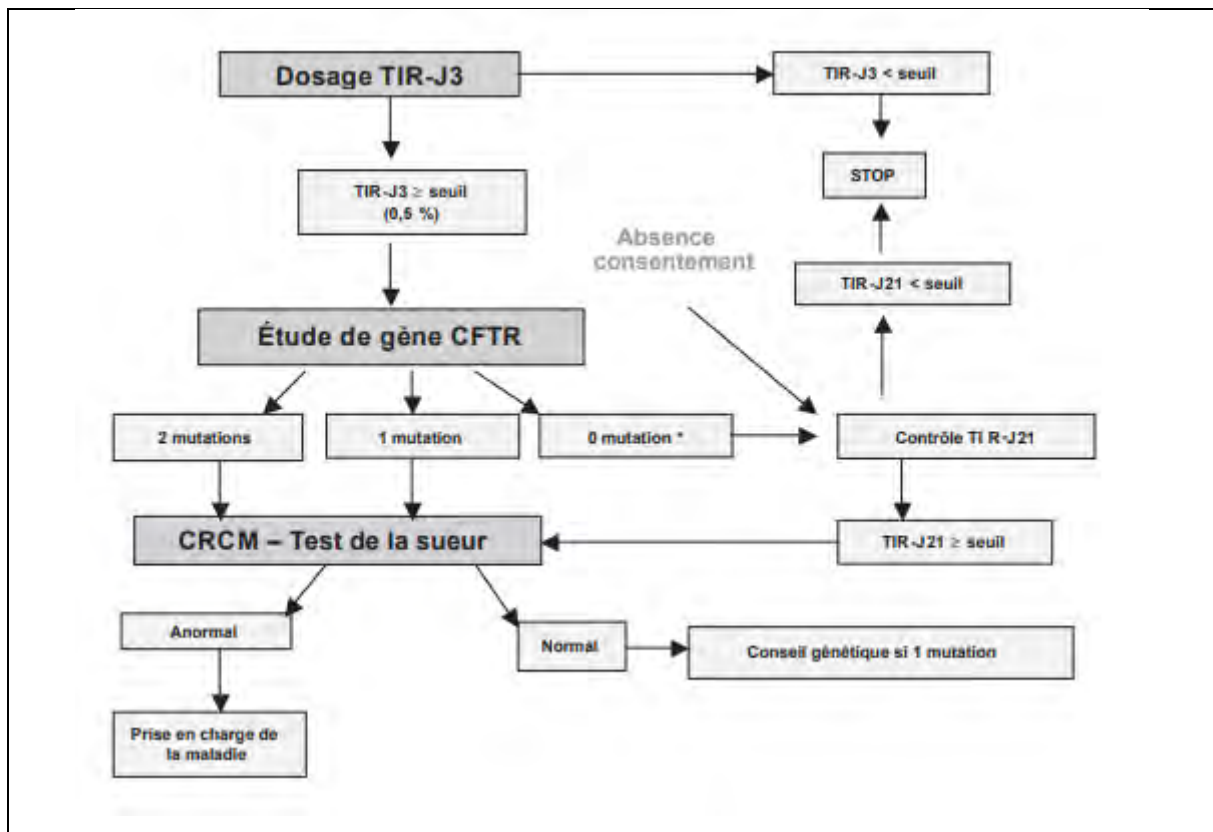 Dosage TIR-J3
TIR-J3 < seuil
TIR-J3 ≥ seuil
(0,5 %)
STOP
Absence
consentement
TIR-J21 < seuil
Étude de gène CFTR
2 mutations
1 mutation
0 mutation *
Contrôle TI R-J21
CRCM – Test de la sueur
TIR-J21 ≥ seuil
Anormal
Normal
Conseil génétique si 1 mutation
Prise en charge de
la maladie